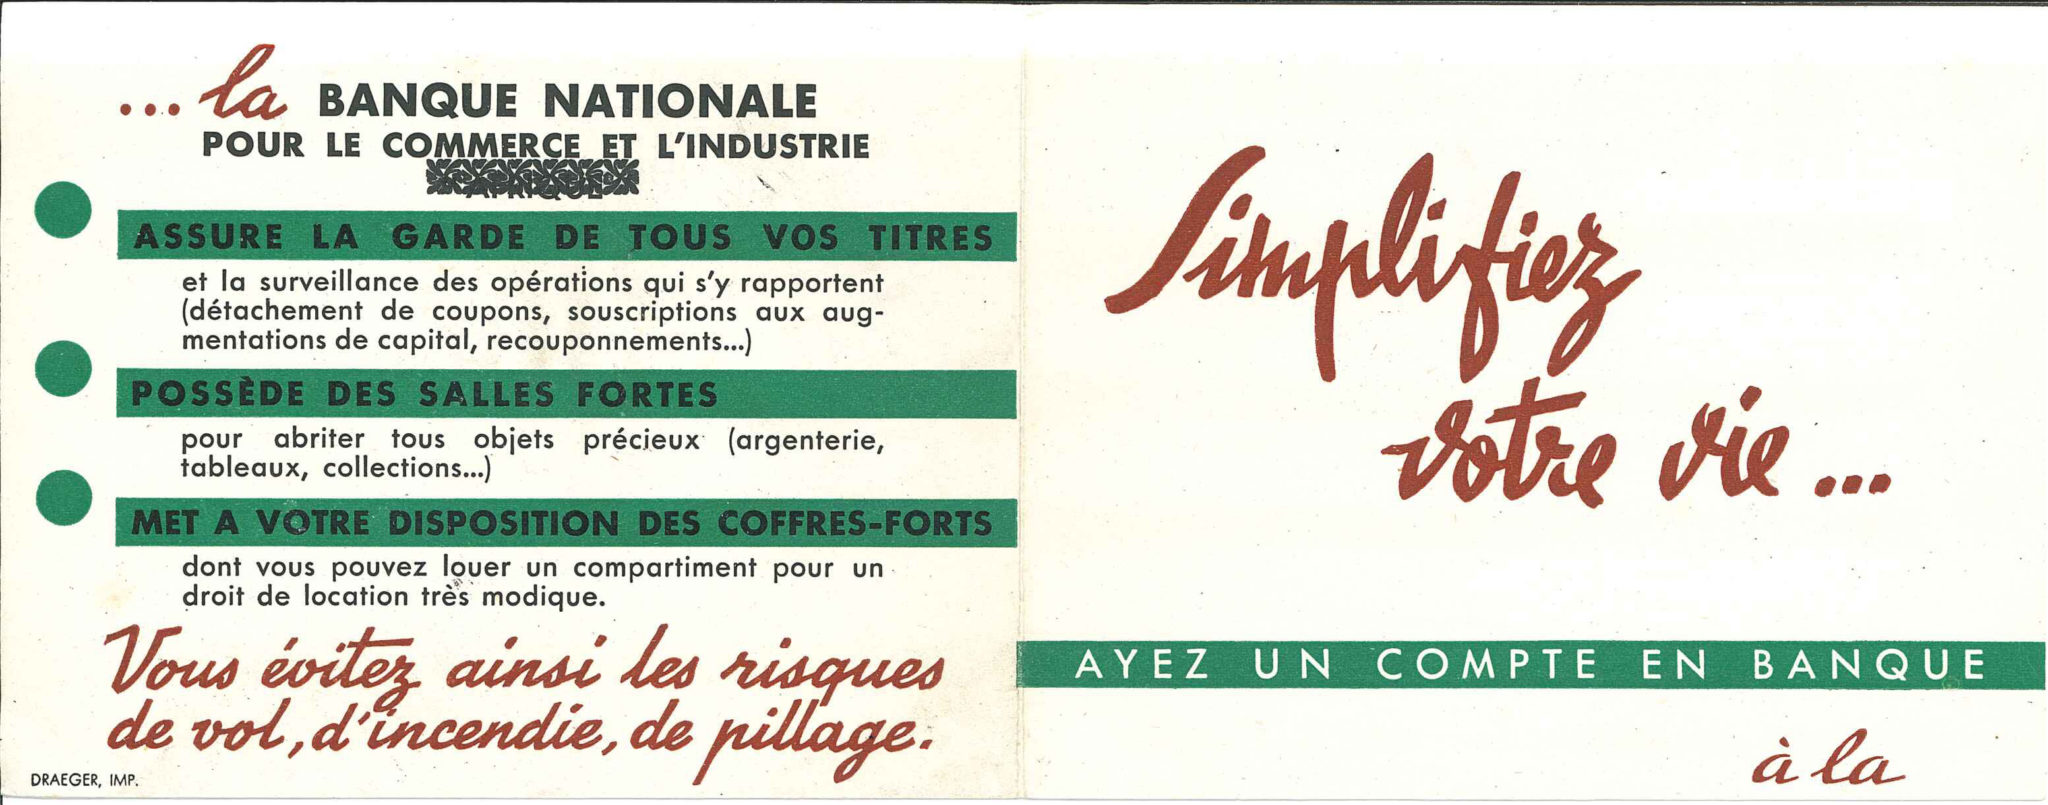 ... la BANQUE NATIONALE
POUR LE COMMERCE ET L'INDUSTRIE
AFRIQUE
ASSURE LA GARDE DE TOUS VOS TITRES
et la surveillance des opérations qui s'y rapportent
(détachement de coupons, souscriptions aux aug-
mentations de capital, recouponnements...)
POSSÈDE DES SALLES FORTES
pour abriter tous objets précieux (argenterie,
tableaux, collections...)
MET A VOTRE DISPOSITION DES COFFRES-FORTS
dont vous pouvez louer un compartiment pour un
droit de location très modique.
Vous évitez ainsi les risques
de vol, d'incendie, de pillage.
DRAEGER, IMP.
Simplifiez
votre vie ...
AYEZ UN COMPTE EN BANQUE
à la